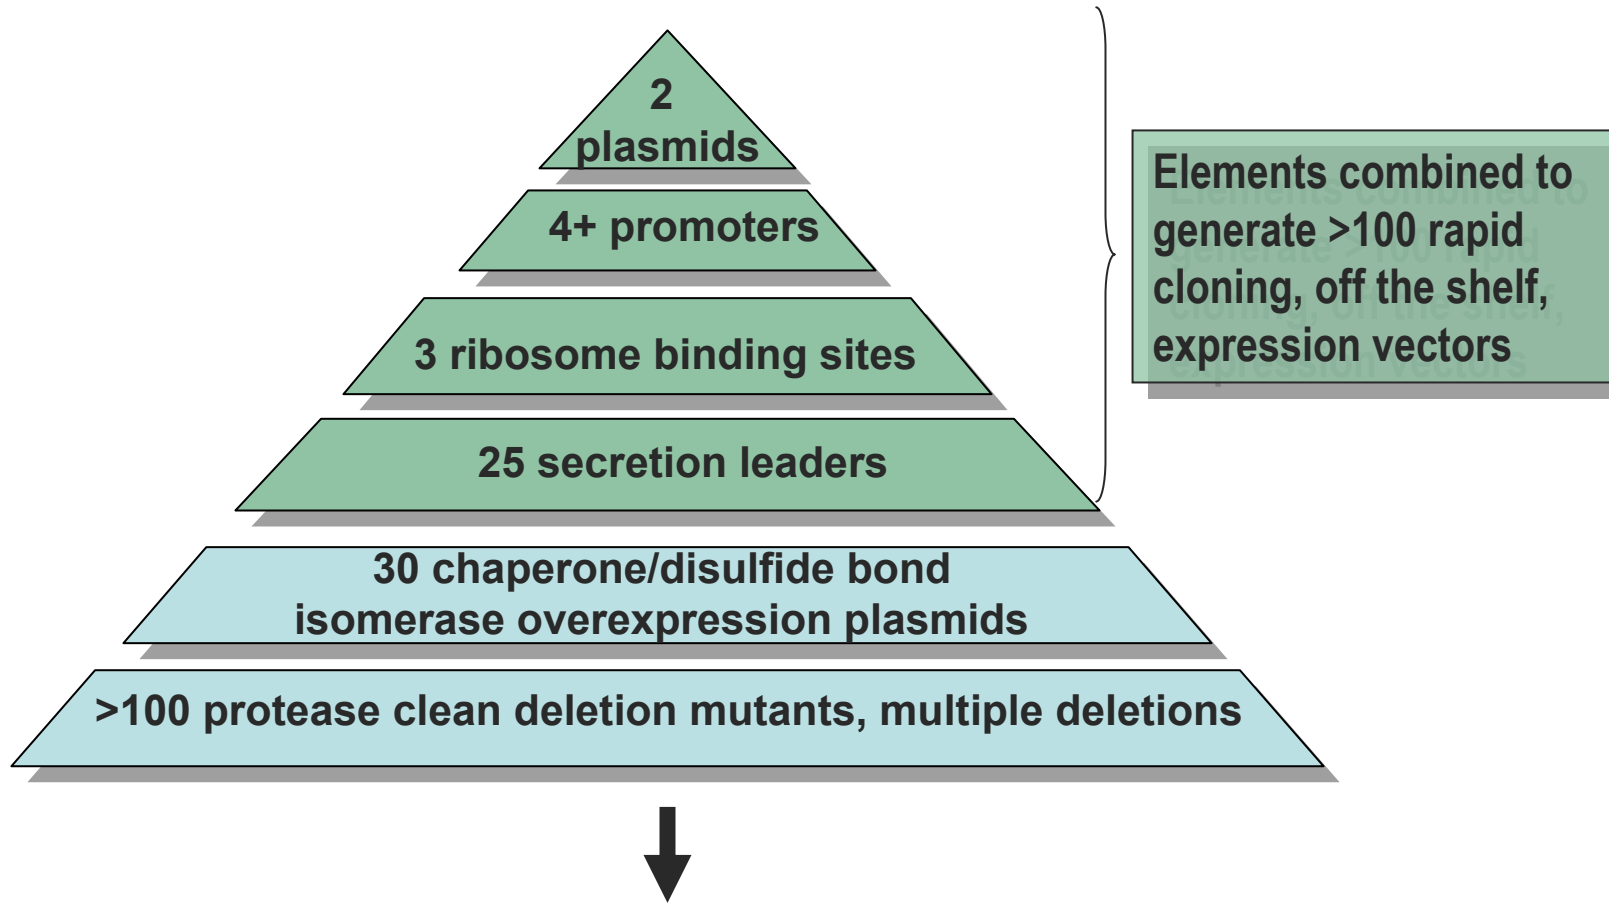 2
plasmids
4+ promoters
3 ribosome binding sites
25 secretion leaders
30 chaperone/disulfide bond
isomerase overexpression plasmids
>100 protease clean deletion mutants, multiple deletions
Elements combined to
generate >100 rapid
cloning, off the shelf,
expression vectors